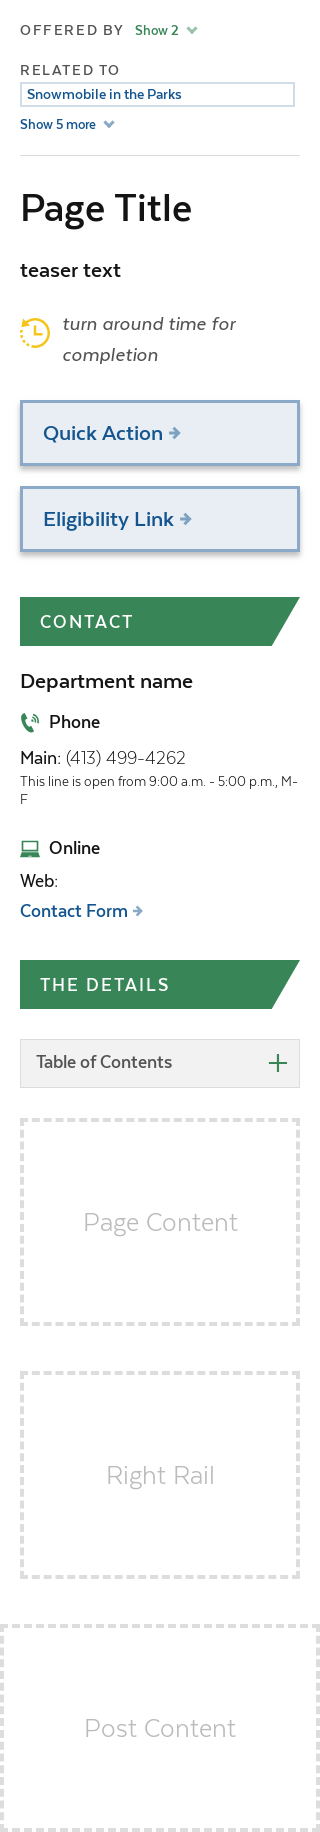 OFFERED BY Show 2
RELATED TO
Snowmobile in the Parks
Show 5 more
Page Title
teaser text
turn around time for
completion
Quick Action
Eligibility Link
CONTACT
Department name
Phone
Main: (413) 499-4262
This line is open from 9:00 a.m. - 5:00 p.m., M-
F
Online
Web:
Contact Form
THE DETAILS
Table of Contents
Page Content
Right Rail
Post Content